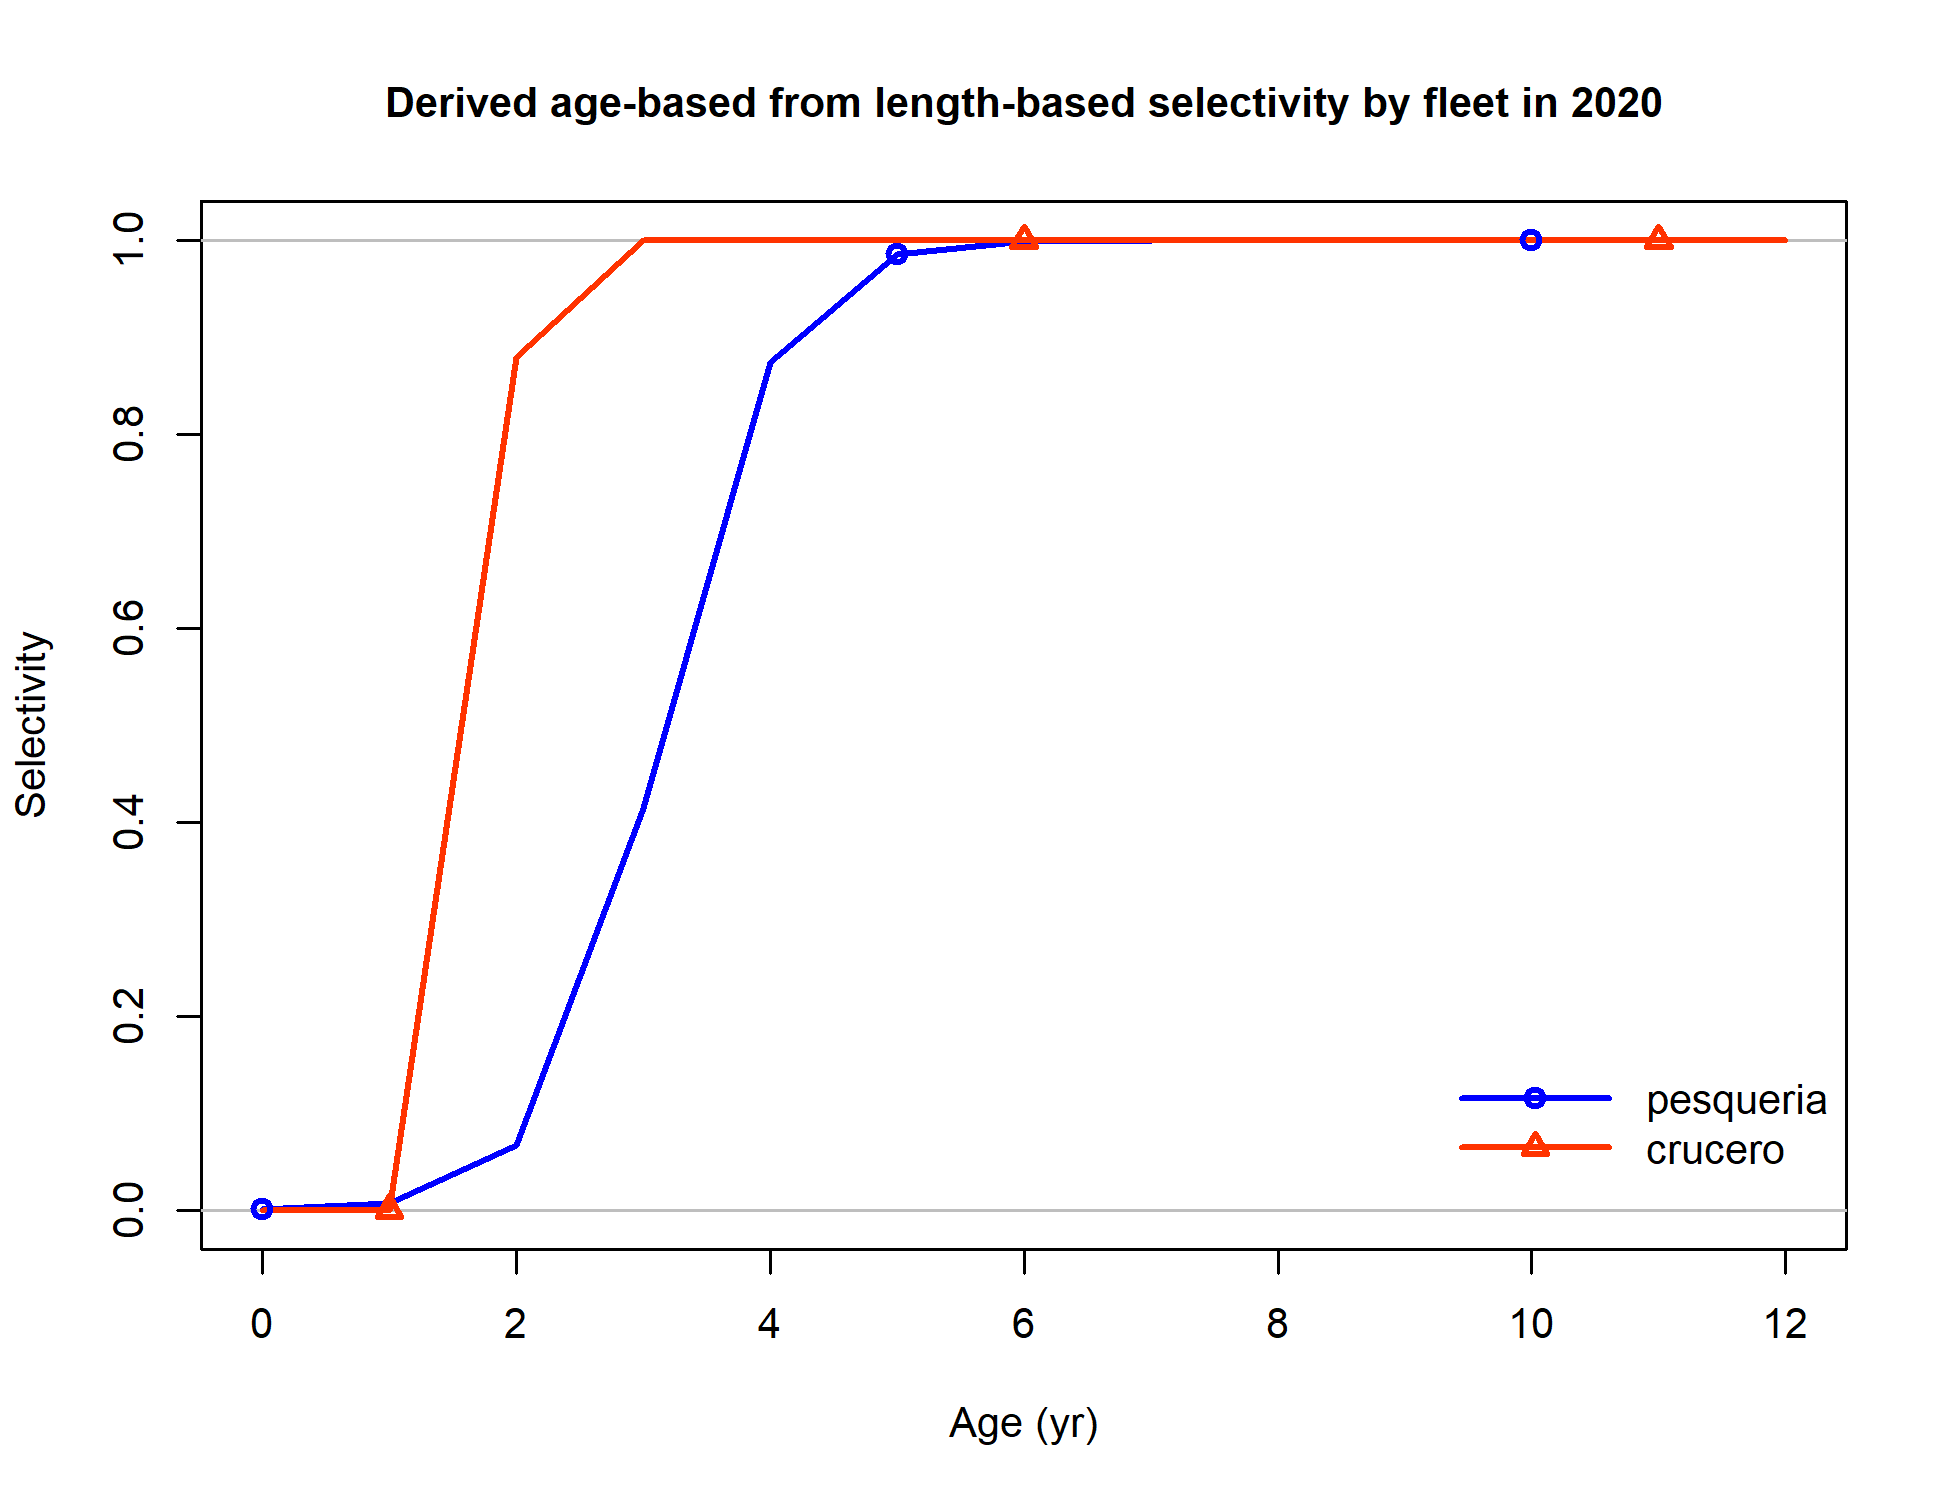 Derived age-based from length-based selectivity by fleet in 2020
Selectivity
1.0
0.8
0.6
0.4
0.2
0.0
pesqueria
crucero
0 2 4 6 8 10 12
Age (yr)